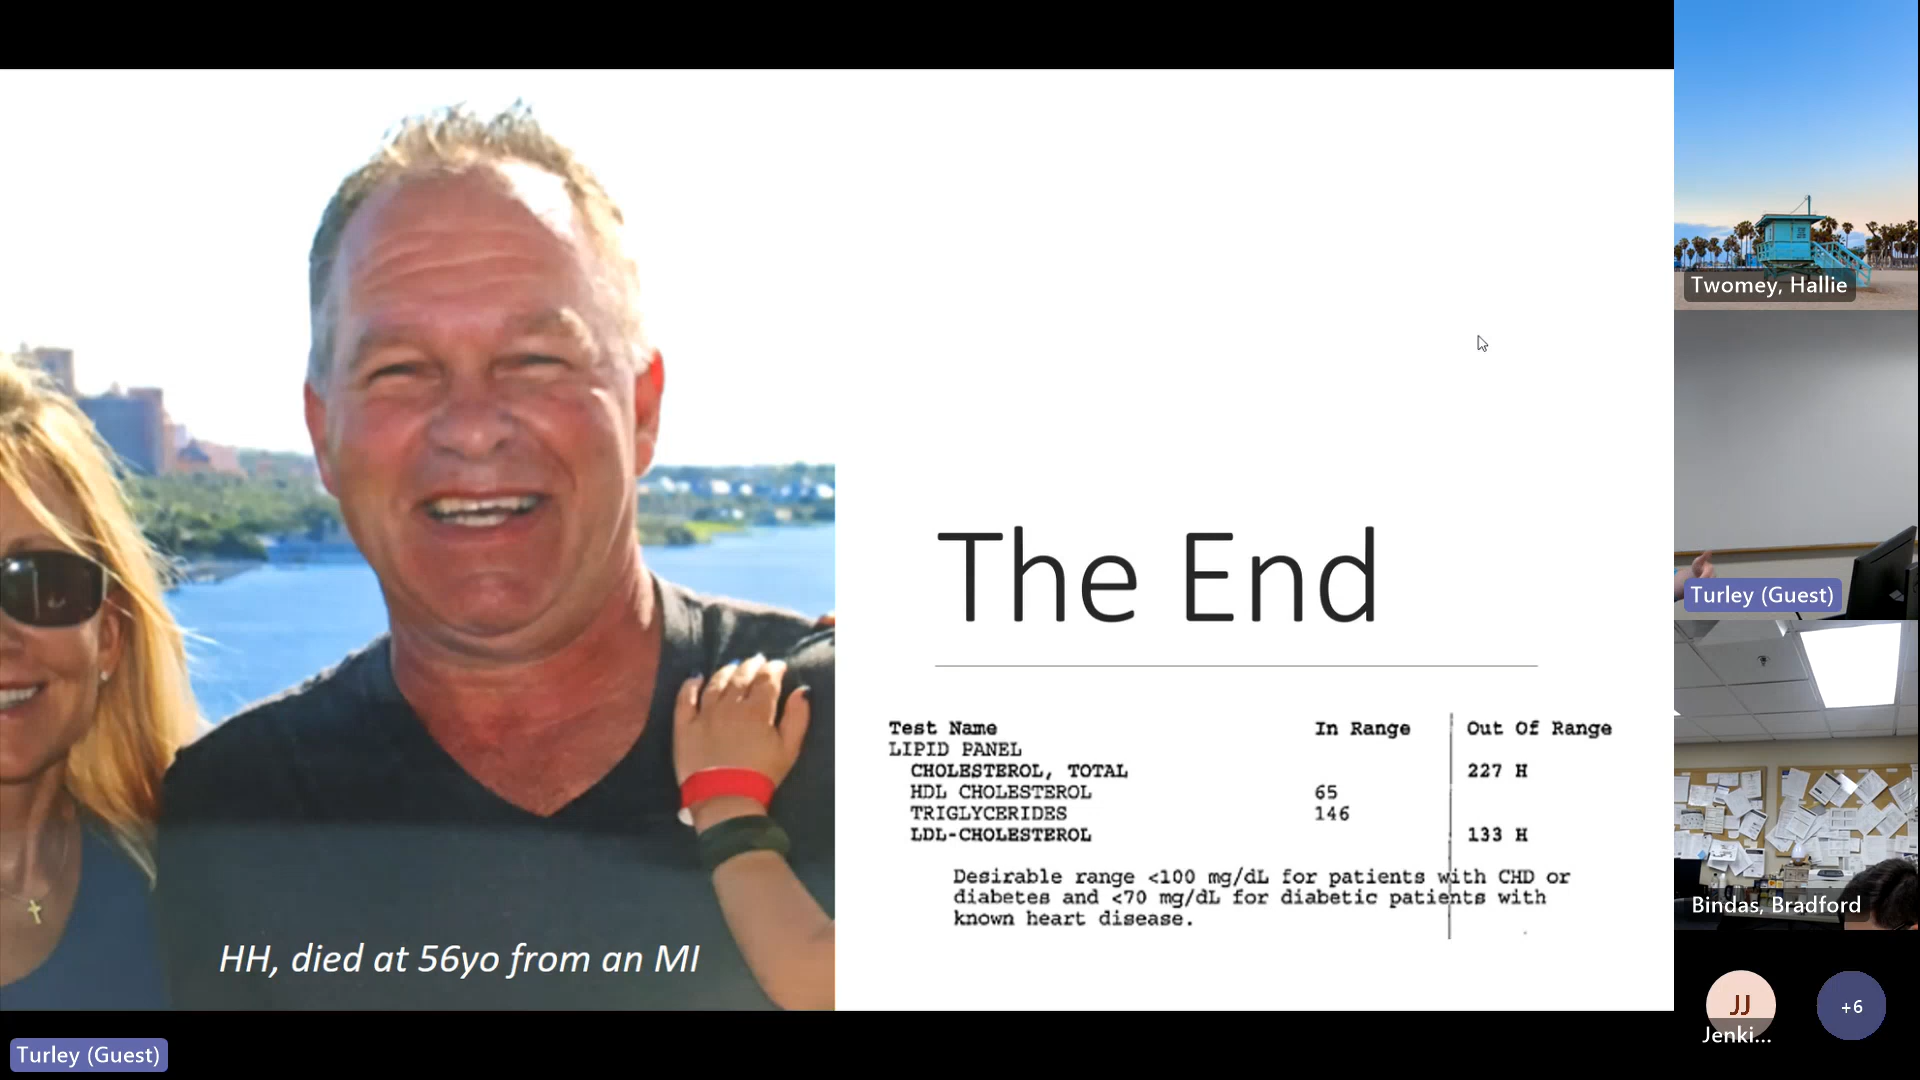 The End
Test Name In Range Out Of Range
LIPID PANEL
CHOLESTEROL, TOTAL 227 H
HDL CHOLESTEROL 65
TRIGLYCERIDES 146
LDL-CHOLESTEROL 133 H
Desirable range <100 mg/dL for patients with CHD or
diabetes and <70 mg/dL for diabetic patients with
known heart disease.
HH, died at 56yo from an MI
Turley (Guest)
Twomey, Hallie
Turley (Guest)
Bindas, Bradford
JJ
Jenki...
+6